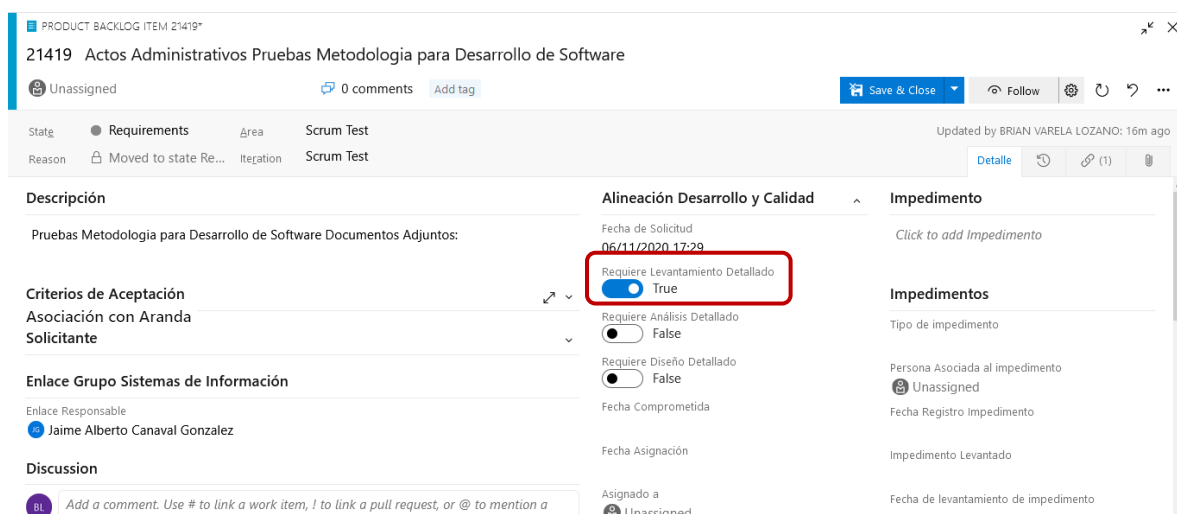 PRODUCT BACKLOG ITEM 21419*
21419 Actos Administrativos Pruebas Metodologia para Desarrollo de Software
Unassigned
0 comments
Add tag
Save & Close
Follow
State
Requirements
Area
Scrum Test
Updated by BRIAN VARELA LOZANO: 16m ago
Reason
Moved to state Re...
Iteration
Scrum Test
Detalle
(1)
Descripción
Pruebas Metodologia para Desarrollo de Software Documentos Adjuntos:
Criterios de Aceptación
Asociación con Aranda
Solicitante
Enlace Grupo Sistemas de Información
Enlace Responsable
JG
Jaime Alberto Canaval Gonzalez
Discussion
BL
Add a comment. Use # to link a work item, ! to link a pull request, or @ to mention a
Alineación Desarrollo y Calidad
Fecha de Solicitud
06/11/2020 17:29
Requiere Levantamiento Detallado
True
Requiere Análisis Detallado
False
Requiere Diseño Detallado
False
Fecha Comprometida
Fecha Asignación
Asignado a
Unassigned
Impedimento
Click to add Impedimento
Impedimentos
Tipo de impedimento
Persona Asociada al impedimento
Unassigned
Fecha Registro Impedimento
Impedimento Levantado
Fecha de levantamiento de impedimento